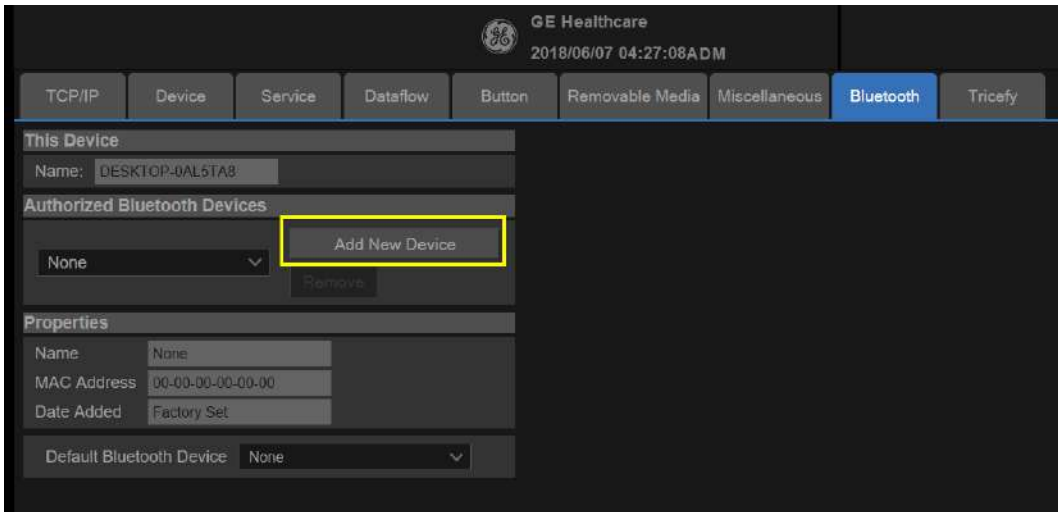 GE Healthcare
2018/06/07 04:27:08ADM
TCP/IP Device Service Dataflow Button Removable Media Miscellaneous Bluetooth Tricefy
This Device
Name: DESKTOP-0AL5TA8
Authorized Bluetooth Devices
Add New Device
None
Remove
Properties
Name None
MAC Address 00-00-00-00-00-00
Date Added Factory Set
Default Bluetooth Device None